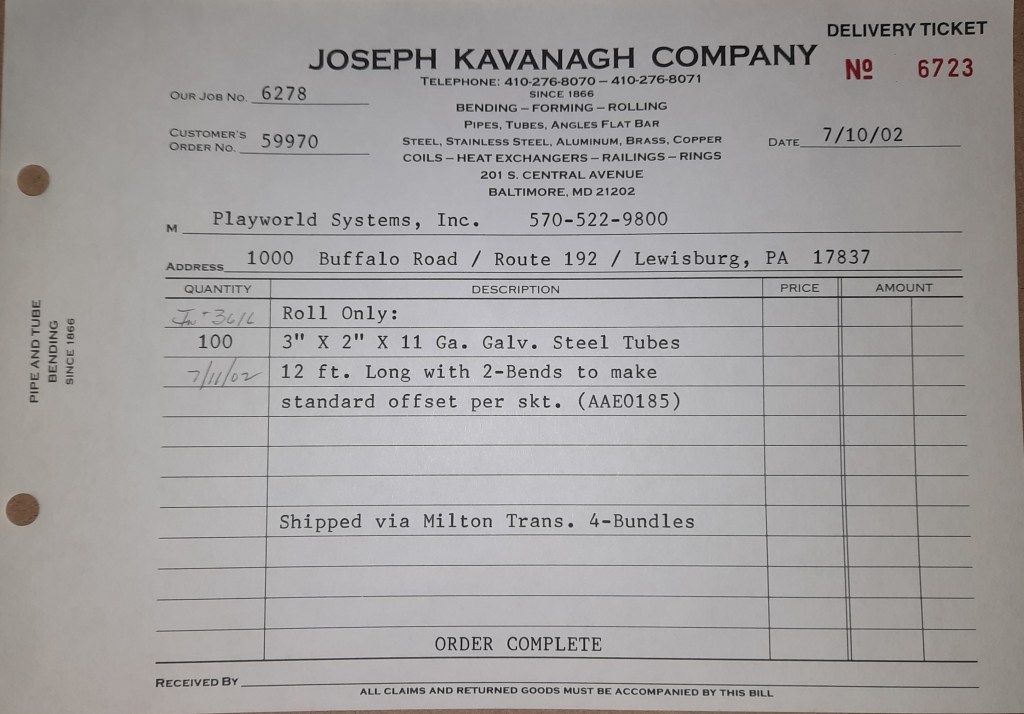 DELIVERY TICKET
JOSEPH KAVANAGH COMPANY
Nº 6723
TELEPHONE: 410-276-8070 – 410-276-8071
SINCE 1866
OUR JOB NO. 6278
BENDING – FORMING – ROLLING
PIPES, TUBES, ANGLES FLAT BAR
CUSTOMER'S
ORDER NO. 59970
STEEL, STAINLESS STEEL, ALUMINUM, BRASS, COPPER
DATE 7/10/02
COILS – HEAT EXCHANGERS – RAILINGS – RINGS
201 S. CENTRAL AVENUE
BALTIMORE, MD 21202
M Playworld Systems, Inc. 570-522-9800
ADDRESS 1000 Buffalo Road / Route 192 / Lewisburg, PA 17837
QUANTITY DESCRIPTION PRICE AMOUNT
In - 3616 Roll Only:
100 3" X 2" X 11 Ga. Galv. Steel Tubes
7/11/02 12 ft. Long with 2-Bends to make
standard offset per skt. (AAE0185)
Shipped via Milton Trans. 4-Bundles
ORDER COMPLETE
RECEIVED BY
ALL CLAIMS AND RETURNED GOODS MUST BE ACCOMPANIED BY THIS BILL
PIPE AND TUBE
BENDING
SINCE 1866